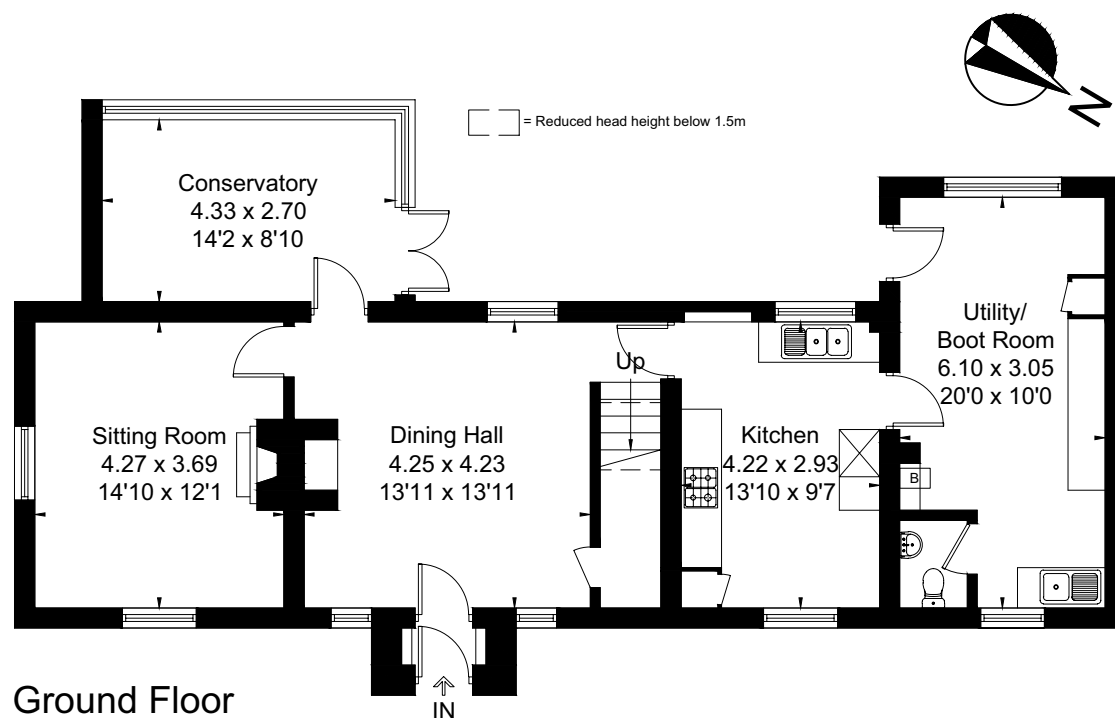 N
= Reduced head height below 1.5m
Conservatory
4.33 x 2.70
14'2 x 8'10
Utility/
Boot Room
6.10 x 3.05
20'0 x 10'0
Up
Sitting Room
4.27 x 3.69
14'10 x 12'1
Dining Hall
4.25 x 4.23
13'11 x 13'11
Kitchen
4.22 x 2.93
13'10 x 9'7
B
Ground Floor
IN